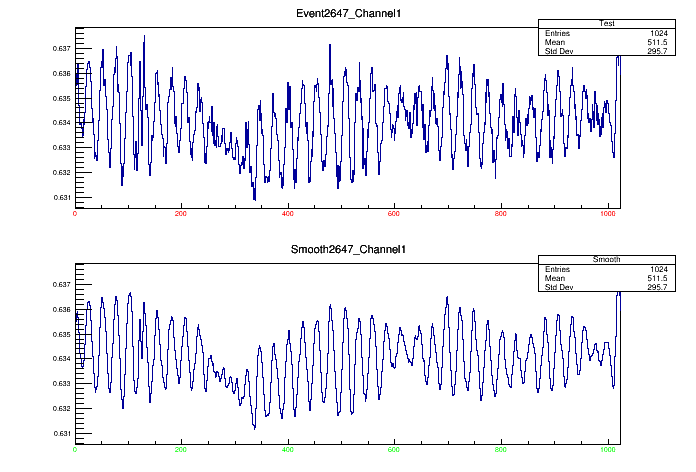 Event2647_Channel1
Test
Entries 1024
Mean 511.5
Std Dev 295.7
0.637
0.636
0.635
0.634
0.633
0.632
0.631
0 200 400 600 800 1000
Smooth2647_Channel1
Smooth
Entries 1024
Mean 511.5
Std Dev 295.7
0.637
0.636
0.635
0.634
0.633
0.632
0.631
0 200 400 600 800 1000